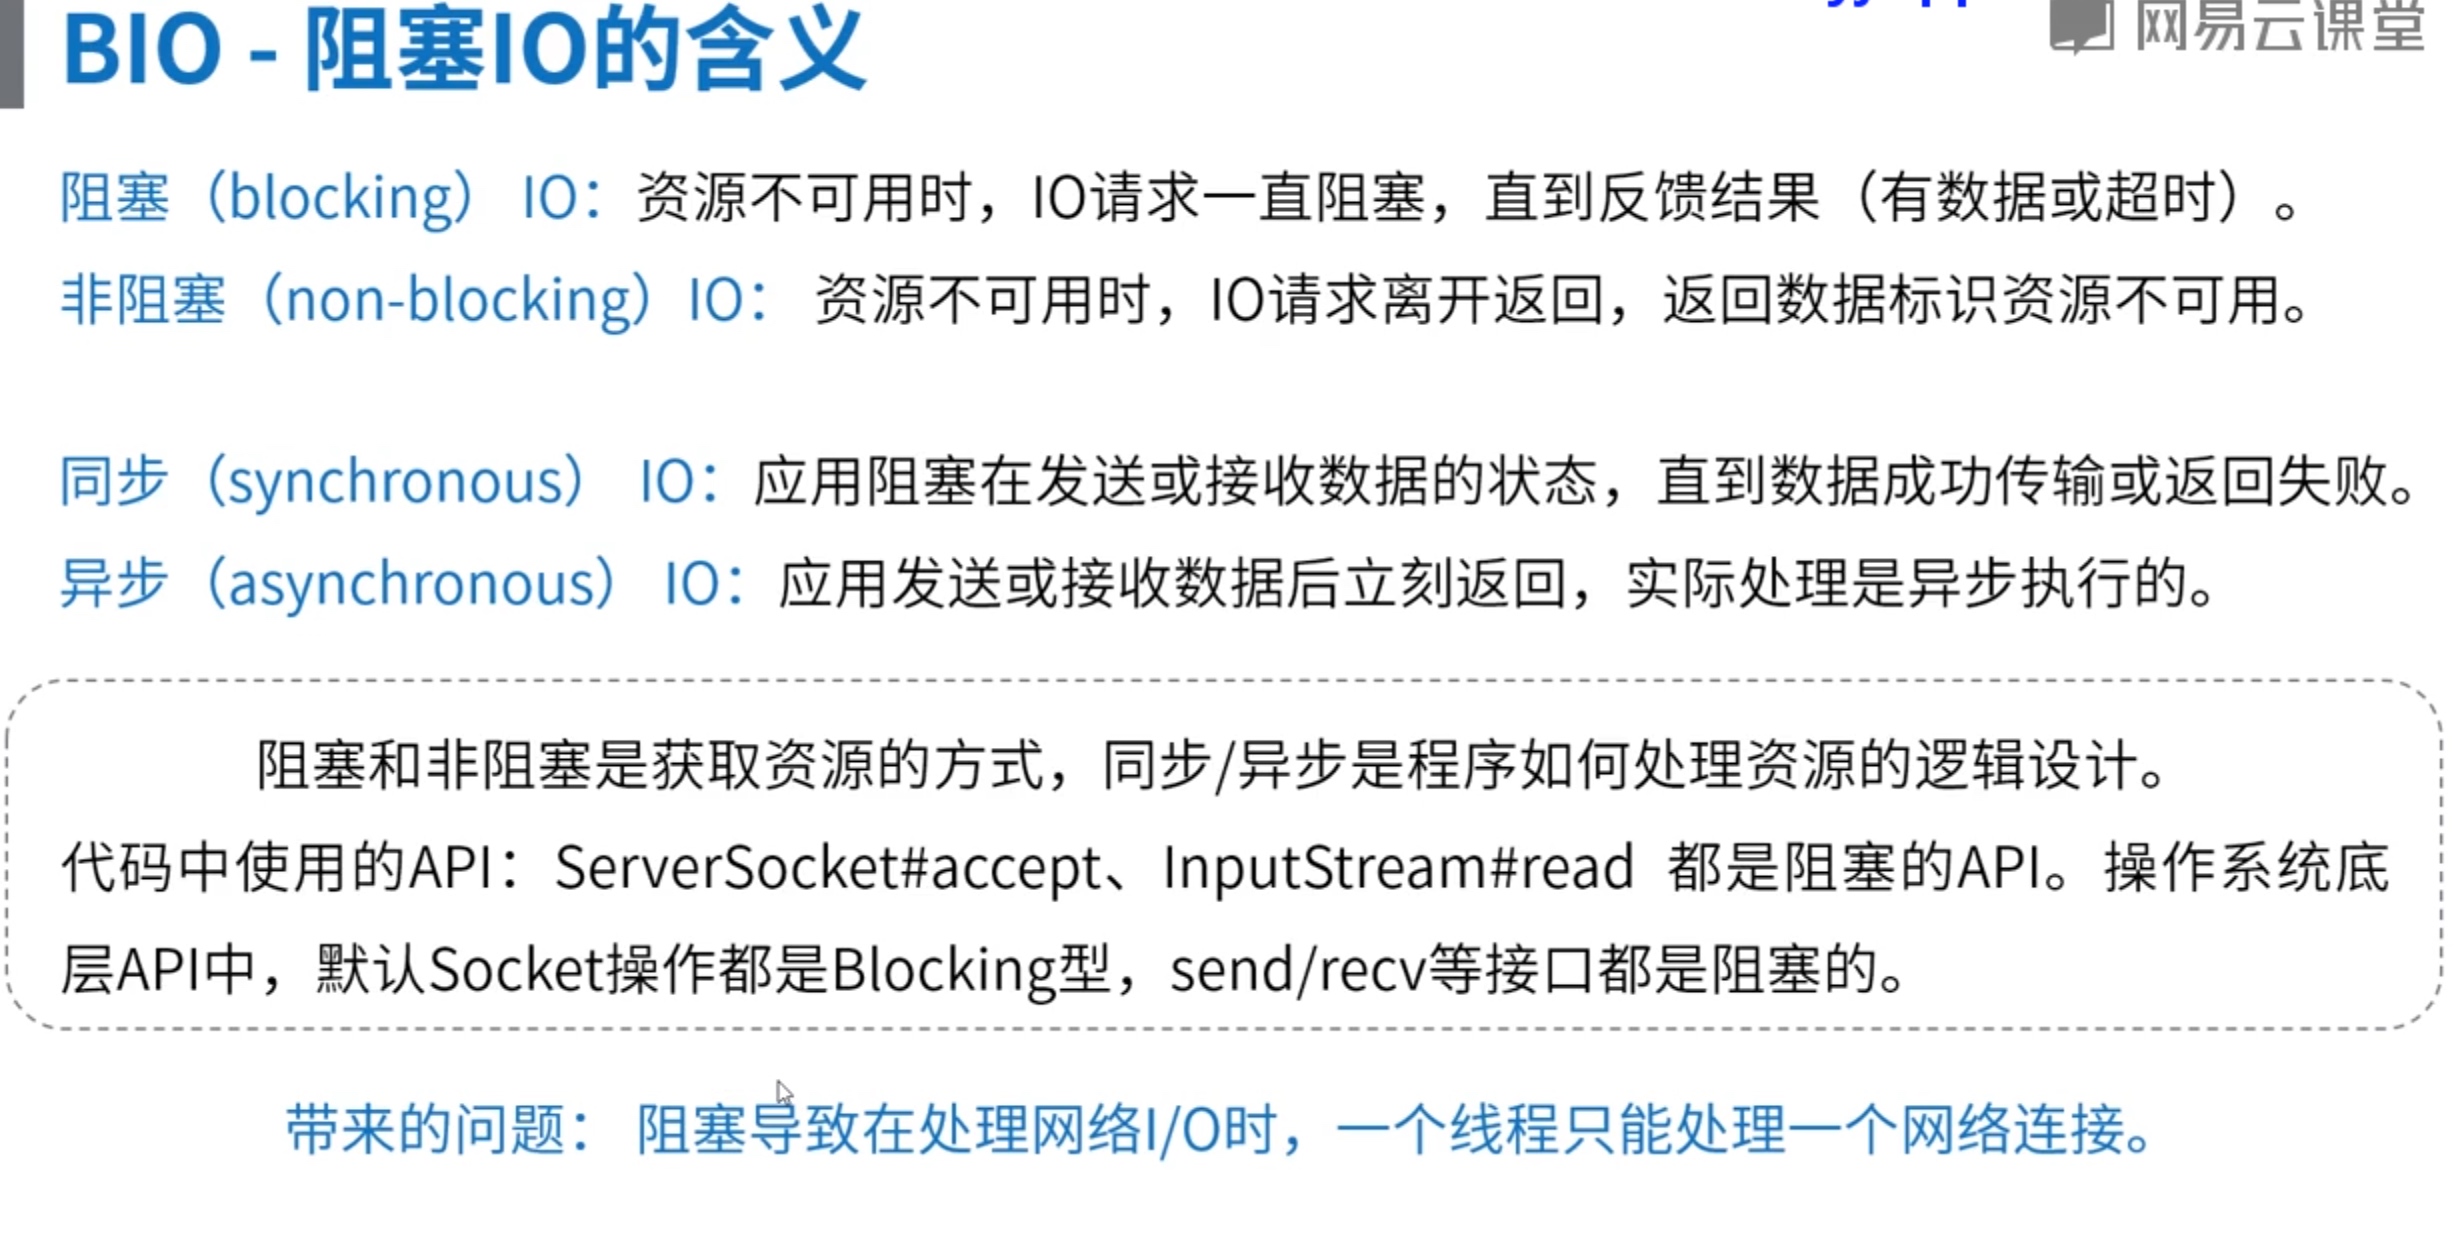 BIO - 阻塞IO的含义
网易云课堂
阻塞（blocking） IO：资源不可用时，IO请求一直阻塞，直到反馈结果（有数据或超时）。
非阻塞（non-blocking）IO： 资源不可用时，IO请求离开返回，返回数据标识资源不可用。
同步（synchronous） IO：应用阻塞在发送或接收数据的状态，直到数据成功传输或返回失败。
异步（asynchronous） IO：应用发送或接收数据后立刻返回，实际处理是异步执行的。
阻塞和非阻塞是获取资源的方式，同步/异步是程序如何处理资源的逻辑设计。
代码中使用的API：ServerSocket#accept、InputStream#read 都是阻塞的API。操作系统底
层API中，默认Socket操作都是Blocking型，send/recv等接口都是阻塞的。
带来的问题： 阻塞导致在处理网络I/O时，一个线程只能处理一个网络连接。